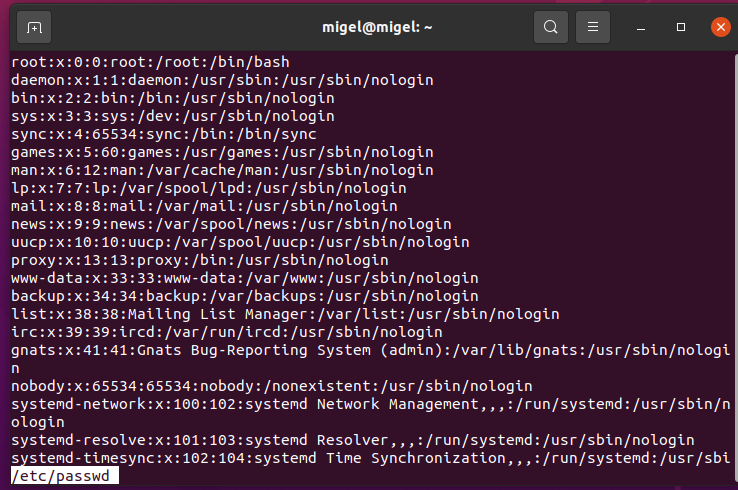 migel@migel: ~
root:x:0:0:root:/root:/bin/bash
daemon:x:1:1:daemon:/usr/sbin:/usr/sbin/nologin
bin:x:2:2:bin:/bin:/usr/sbin/nologin
sys:x:3:3:sys:/dev:/usr/sbin/nologin
sync:x:4:65534:sync:/bin:/bin/sync
games:x:5:60:games:/usr/games:/usr/sbin/nologin
man:x:6:12:man:/var/cache/man:/usr/sbin/nologin
lp:x:7:7:lp:/var/spool/lpd:/usr/sbin/nologin
mail:x:8:8:mail:/var/mail:/usr/sbin/nologin
news:x:9:9:news:/var/spool/news:/usr/sbin/nologin
uucp:x:10:10:uucp:/var/spool/uucp:/usr/sbin/nologin
proxy:x:13:13:proxy:/bin:/usr/sbin/nologin
www-data:x:33:33:www-data:/var/www:/usr/sbin/nologin
backup:x:34:34:backup:/var/backups:/usr/sbin/nologin
list:x:38:38:Mailing List Manager:/var/list:/usr/sbin/nologin
irc:x:39:39:ircd:/var/run/ircd:/usr/sbin/nologin
gnats:x:41:41:Gnats Bug-Reporting System (admin):/var/lib/gnats:/usr/sbin/nologi
n
nobody:x:65534:65534:nobody:/nonexistent:/usr/sbin/nologin
systemd-network:x:100:102:systemd Network Management,,,:/run/systemd:/usr/sbin/n
ologin
systemd-resolve:x:101:103:systemd Resolver,,,:/run/systemd:/usr/sbin/nologin
systemd-timesync:x:102:104:systemd Time Synchronization,,,:/run/systemd:/usr/sbi
/etc/passwd